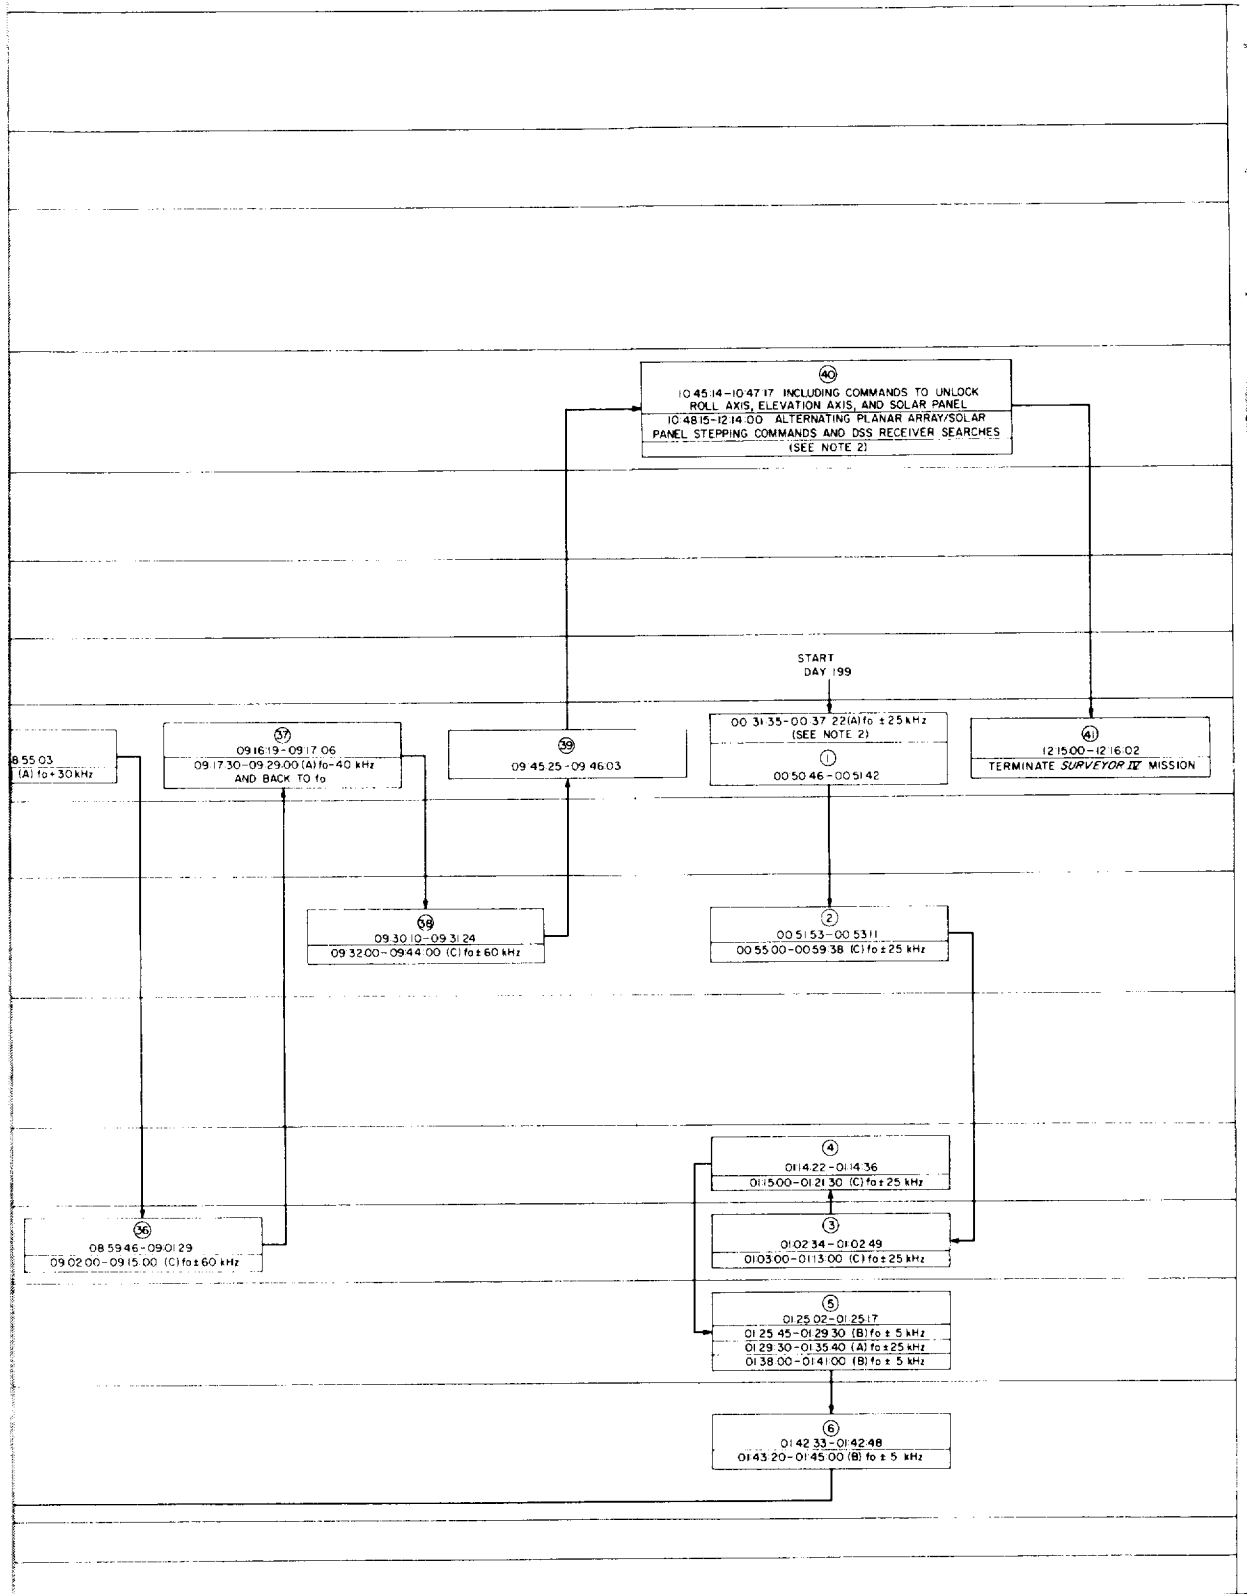 40
10:45:14-10:47:17 INCLUDING COMMANDS TO UNLOCK
ROLL AXIS, ELEVATION AXIS, AND SOLAR PANEL
10:48:15-12:14:00 ALTERNATING PLANAR ARRAY/SOLAR
PANEL STEPPING COMMANDS AND DSS RECEIVER SEARCHES
(SEE NOTE 2)
START
DAY 199
8:55:03
(A) fo+30 kHz
37
09:16:19-09:17:06
09:17:30-09:29:00 (A) fo-40 kHz
AND BACK TO fo
39
09:45:25-09:46:03
00:31:35-00:37:22(A) fo ±25 kHz
(SEE NOTE 2)
1
00:50:46-00:51:42
41
12:15:00-12:16:02
TERMINATE SURVEYOR IV MISSION
38
09:30:10-09:31:24
09:32:00-09:44:00 (C) fo±60 kHz
2
00:51:53-00:53:11
00:55:00-00:59:38 (C) fo±25 kHz
4
01:14:22-01:14:36
01:15:00-01:21:30 (C) fo±25 kHz
36
08:59:46-09:01:29
09:02:00-09:15:00 (C) fo±60 kHz
3
01:02:34-01:02:49
01:03:00-01:13:00 (C) fo±25 kHz
5
01:25:02-01:25:17
01:25:45-01:29:30 (B) fo ± 5 kHz
01:29:30-01:35:40 (A) fo ±25 kHz
01:38:00-01:41:00 (B) fo ± 5 kHz
6
01:42:33-01:42:48
01:43:20-01:45:00 (B) fo ± 5 kHz